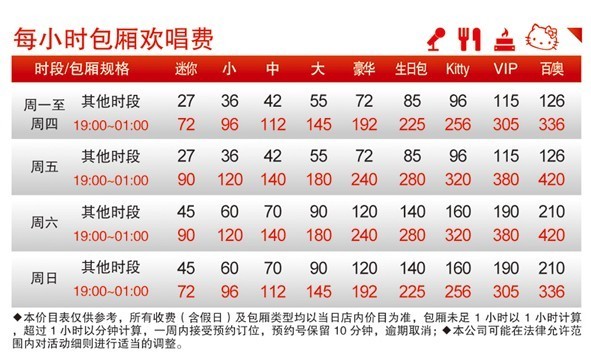 每小时包厢欢唱费
时段/包厢规格 迷你 小 中 大 豪华 生日包 Kitty VIP 百奥
周一至周四 其他时段 27 36 42 55 72 85 96 115 126
19:00~01:00 72 96 112 145 192 225 256 305 336
周五 其他时段 27 36 42 55 72 85 96 115 126
19:00~01:00 90 120 140 180 240 280 320 380 420
周六 其他时段 45 60 70 90 120 140 160 190 210
19:00~01:00 90 120 140 180 240 280 320 380 420
周日 其他时段 45 60 70 90 120 140 160 190 210
19:00~01:00 72 96 112 145 192 225 256 305 336
◆本价目表仅供参考，所有收费（含假日）及包厢类型均以当日店内价目为准，包厢未足 1 小时以 1 小时计算
，超过 1 小时以分钟计算，一周内接受预约订位，预约号保留 10 分钟，逾期取消；◆本公司可能在法律允许范
围内对活动细则进行适当的调整。